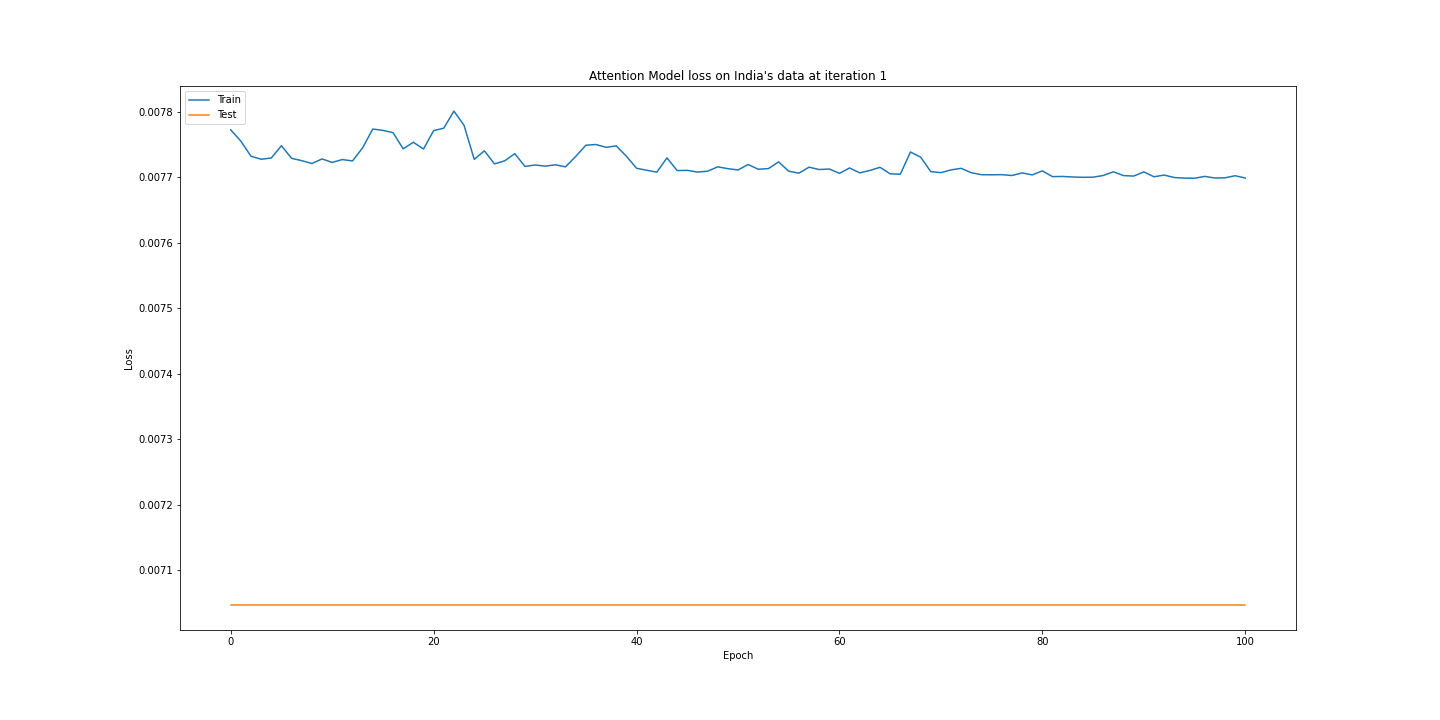 Attention Model loss on India's data at iteration 1
Train
Test
0.0078
0.0077
0.0076
0.0075
0.0074
0.0073
0.0072
0.0071
Loss
0 20 40 60 80 100
Epoch